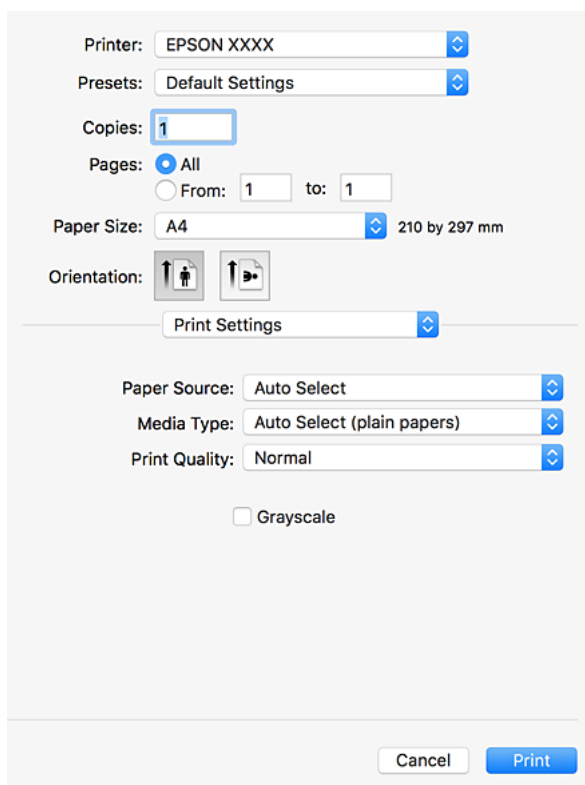 Printer: EPSON XXXX
Presets: Default Settings
Copies: 1
Pages: All
From: 1 to: 1
Paper Size: A4 210 by 297 mm
Orientation:
Print Settings
Paper Source: Auto Select
Media Type: Auto Select (plain papers)
Print Quality: Normal
Grayscale
Cancel Print